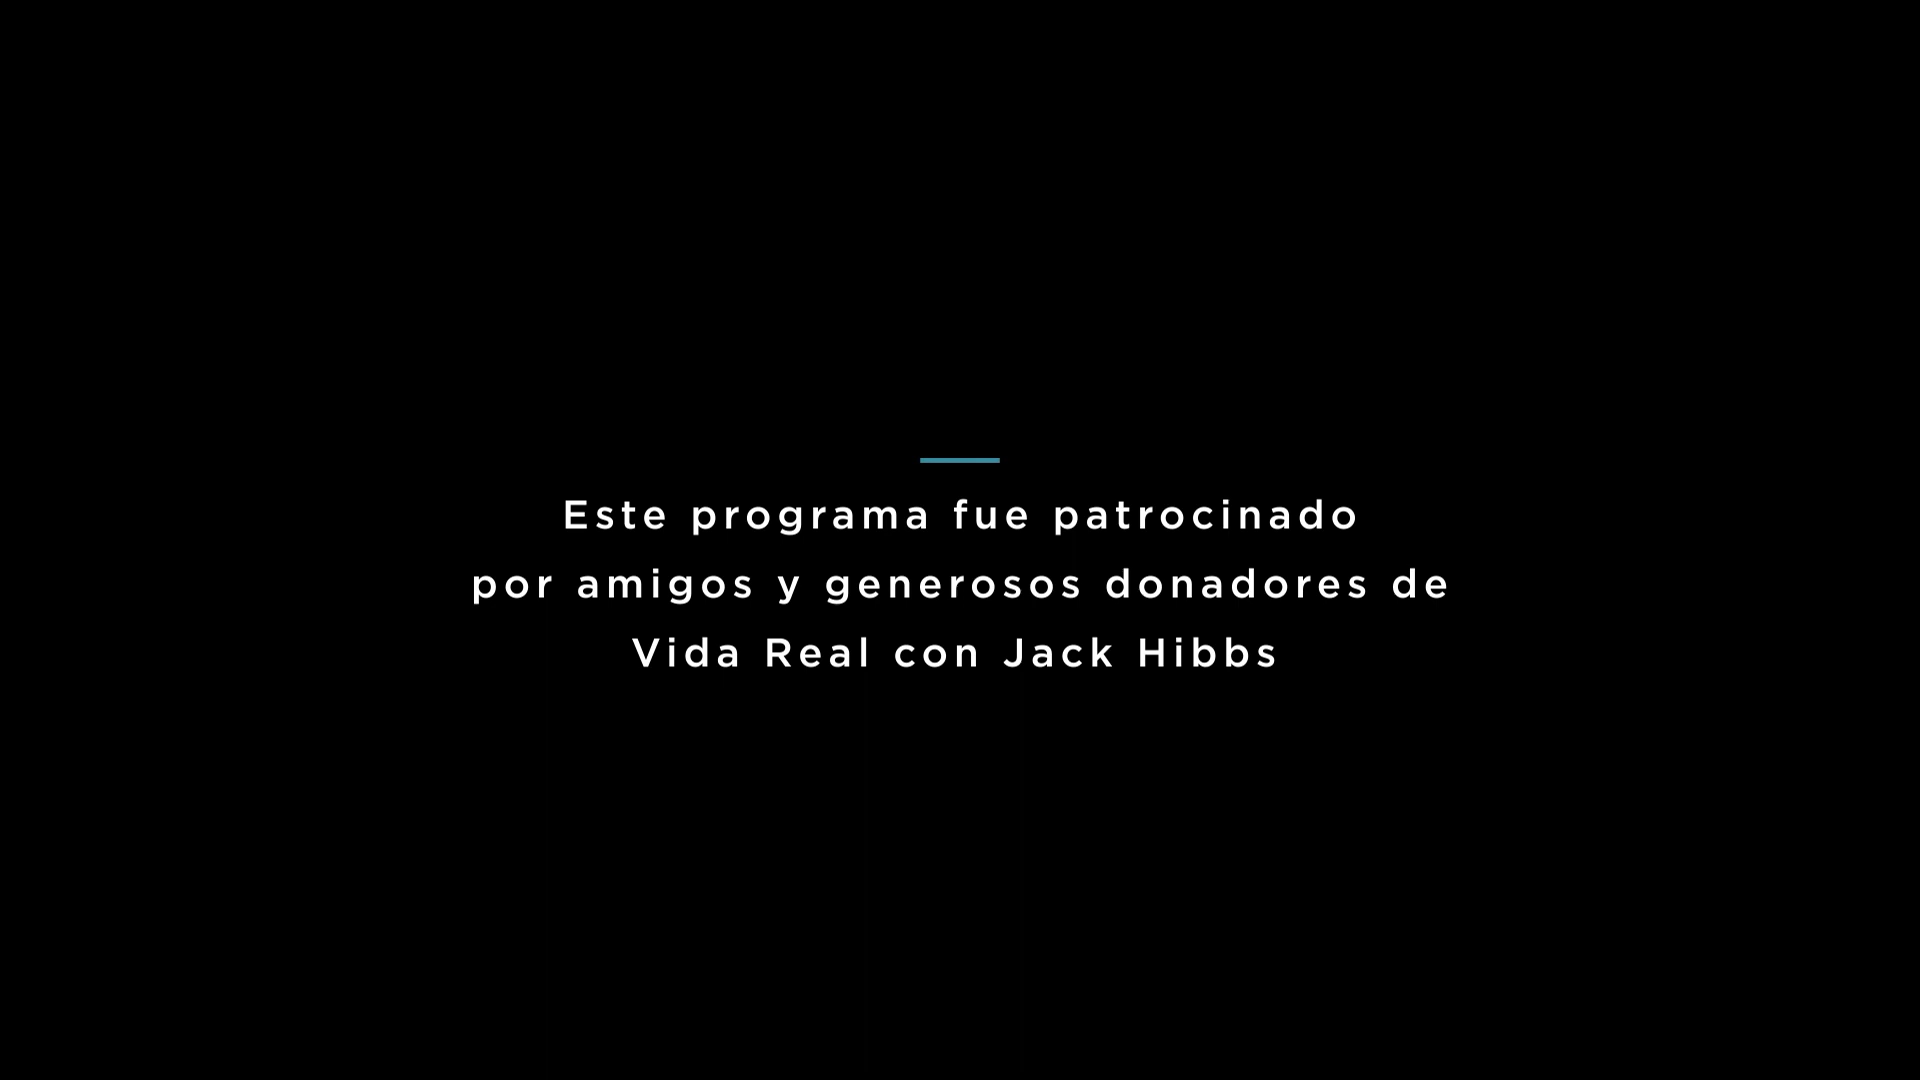 Este programa fue patrocinado
por amigos y generosos donadores de
Vida Real con Jack Hibbs